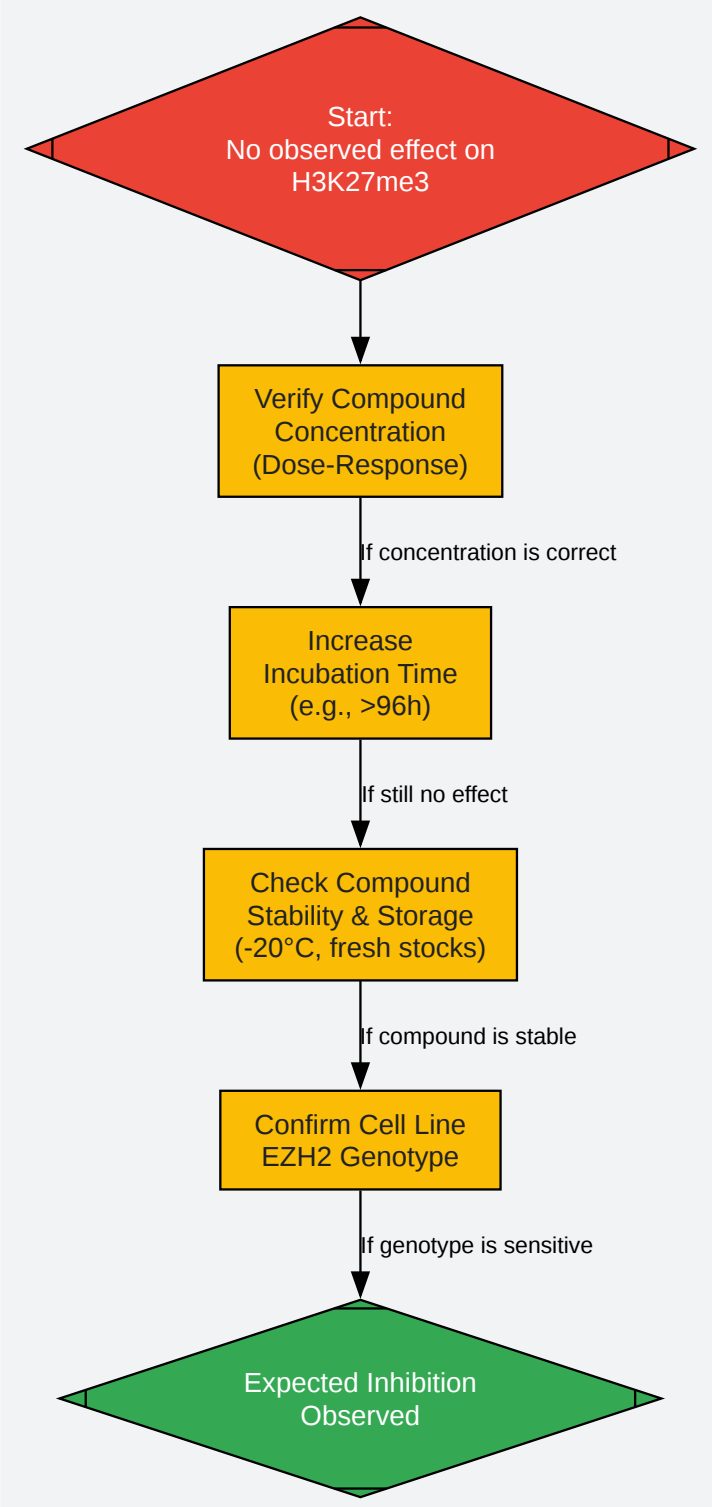 Start:
No observed effect on
H3K27me3
Verify Compound
Concentration
(Dose-Response)
If concentration is correct
Increase
Incubation Time
(e.g., >96h)
If still no effect
Check Compound
Stability & Storage
(-20°C, fresh stocks)
If compound is stable
Confirm Cell Line
EZH2 Genotype
If genotype is sensitive
Expected Inhibition
Observed